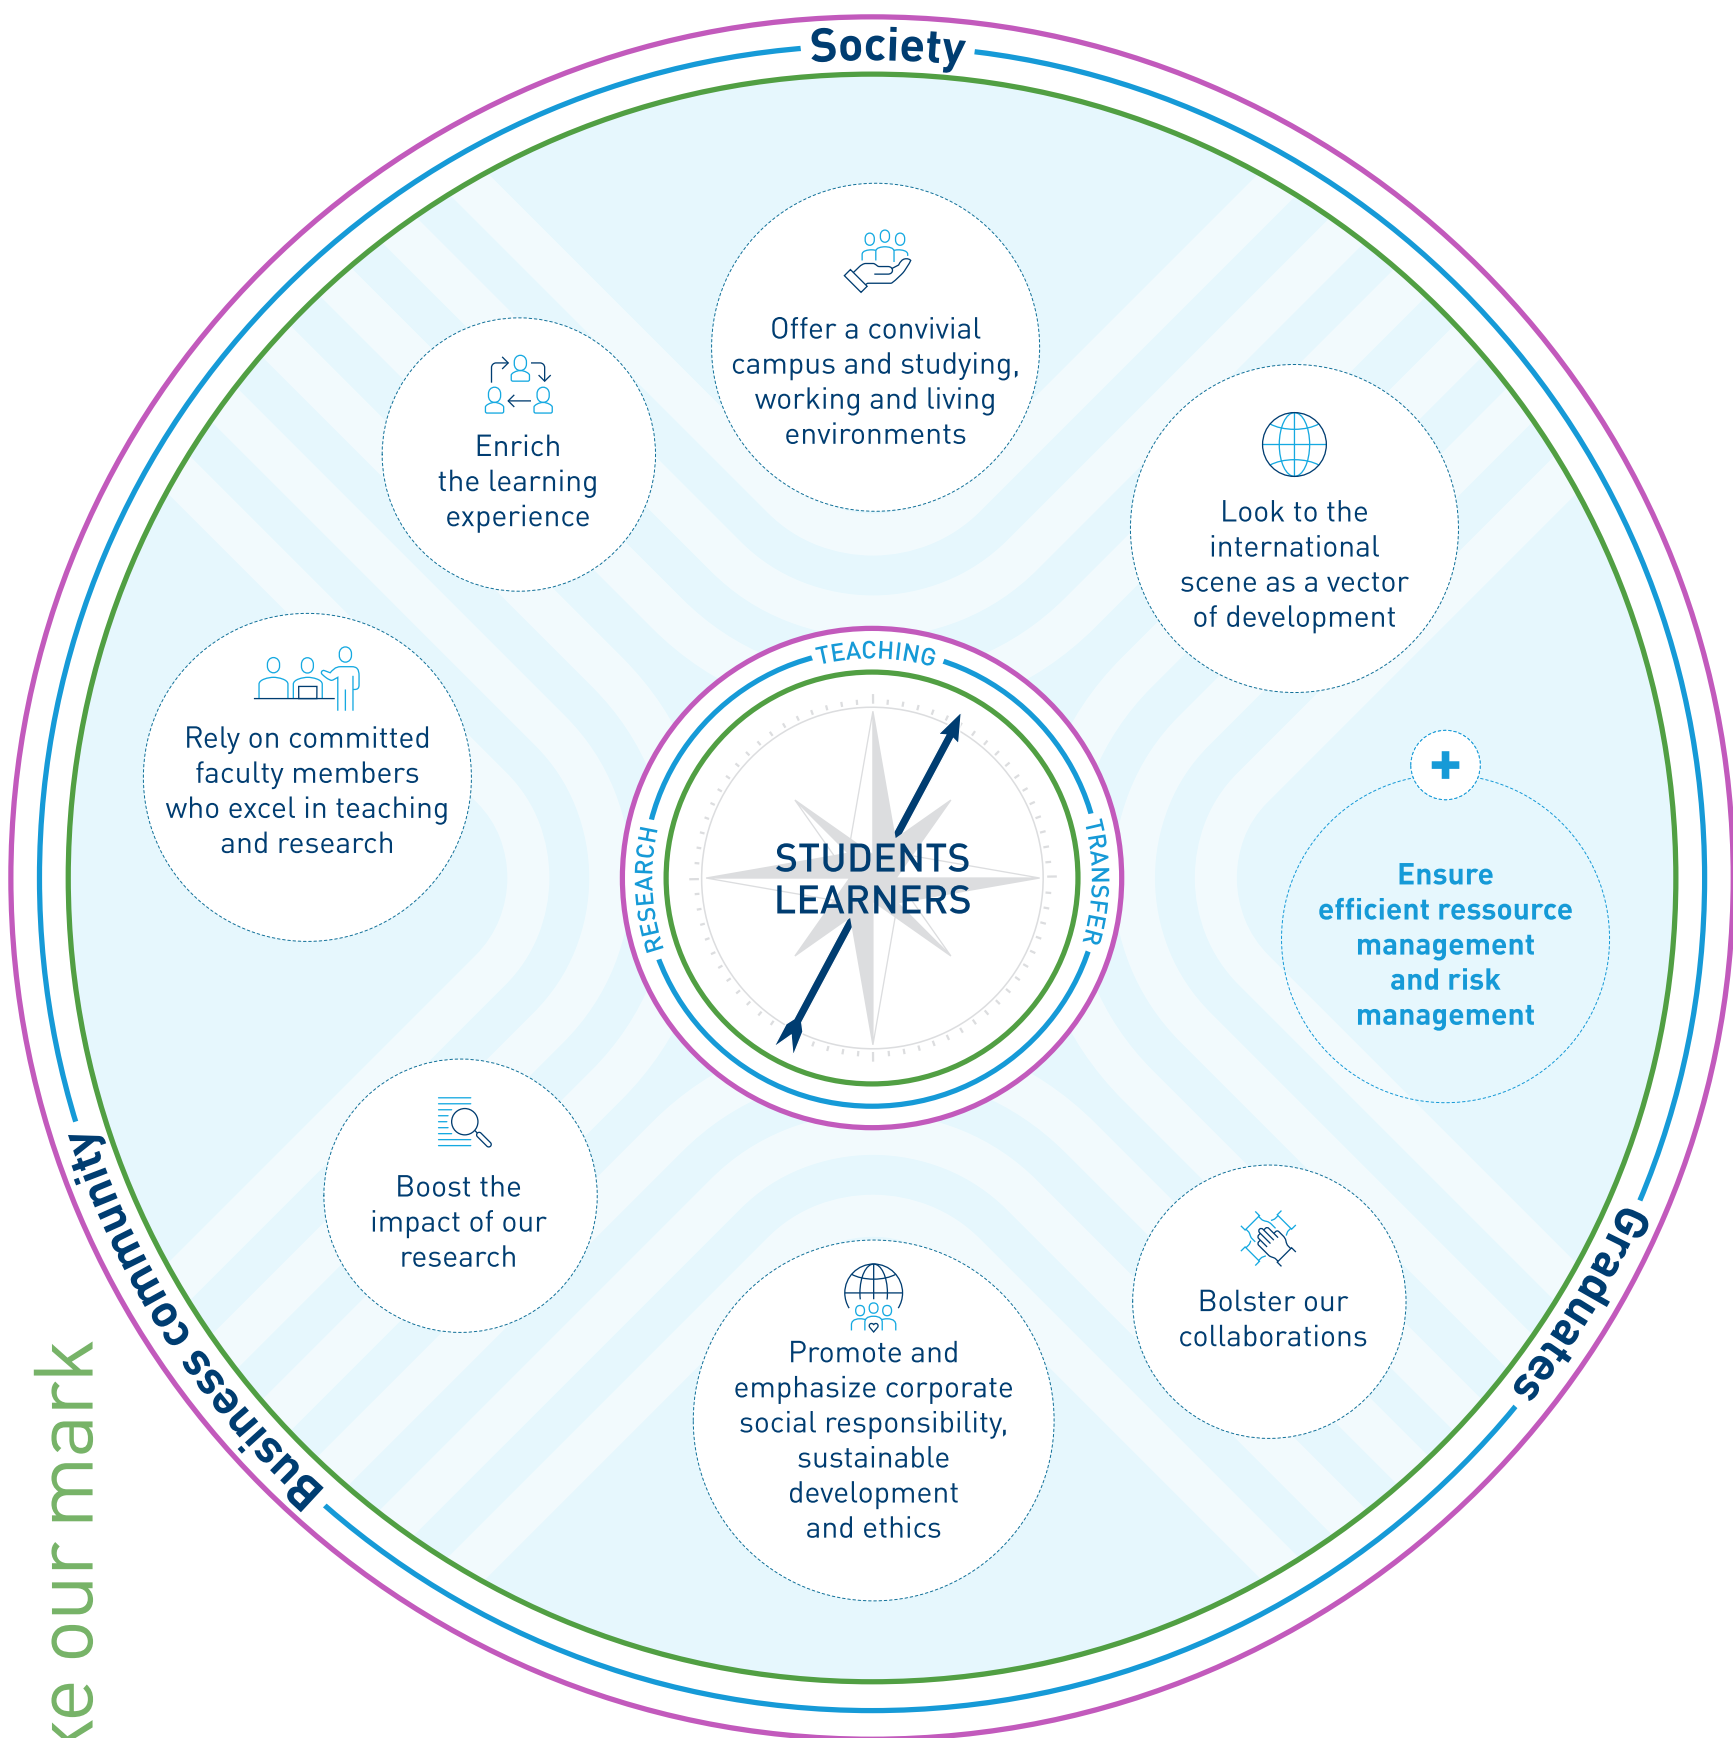 Society
Offer a convivial
campus and studying,
working and living
environments
Enrich
the learning
experience
Look to the
international
scene as a vector
of development
Rely on committed
faculty members
who excel in teaching
and research
TEACHING
RESEARCH
TRANSFER
STUDENTS
LEARNERS
Ensure
efficient ressource
management
and risk
management
Boost the
impact of our
research
Bolster our
collaborations
Promote and
emphasize corporate
social responsibility,
sustainable
development
and ethics
Business community
Graduates
ke our mark